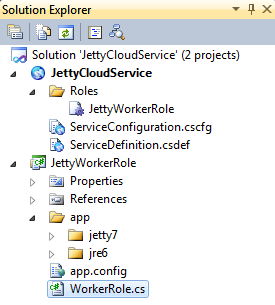 Solution Explorer
Solution 'JettyCloudService' (2 projects)
JettyCloudService
Roles
JettyWorkerRole
ServiceConfiguration.cscfg
ServiceDefinition.csdef
JettyWorkerRole
Properties
References
app
jetty7
jre6
app.config
WorkerRole.cs